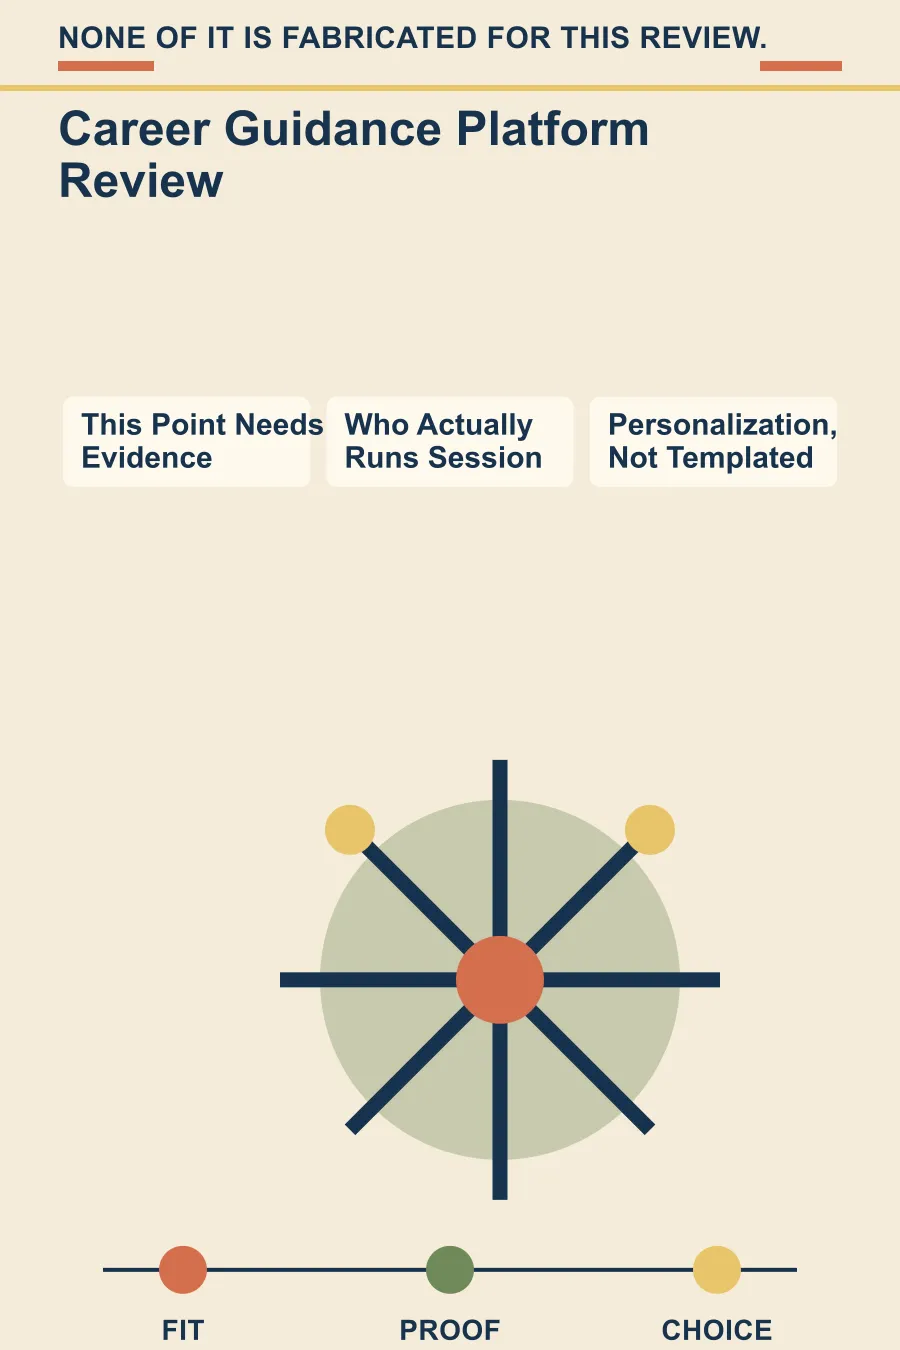 NONE OF IT IS FABRICATED FOR THIS REVIEW.
Career Guidance Platform
Review
This Point Needs
Evidence
Who Actually
Runs Session
Personalization,
Not Templated
FIT
PROOF
CHOICE